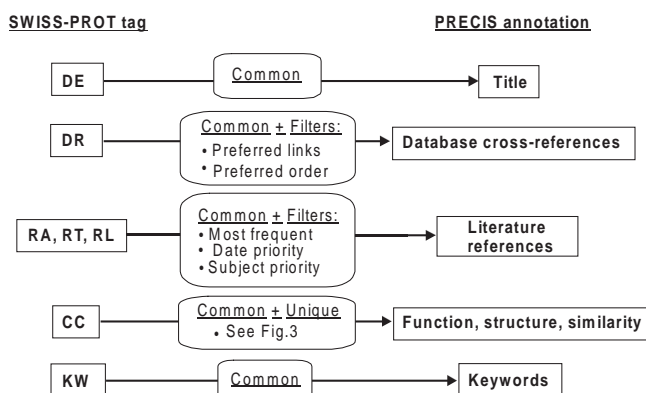 SWISS-PROT tag PRECIS annotation
DE Common Title
DR Common + Filters: Database cross-references
• Preferred links
• Preferred order
RA, RT, RL Common + Filters: Literature references
• Most frequent
• Date priority
• Subject priority
CC Common + Unique Function, structure, similarity
• See Fig.3
KW Common Keywords